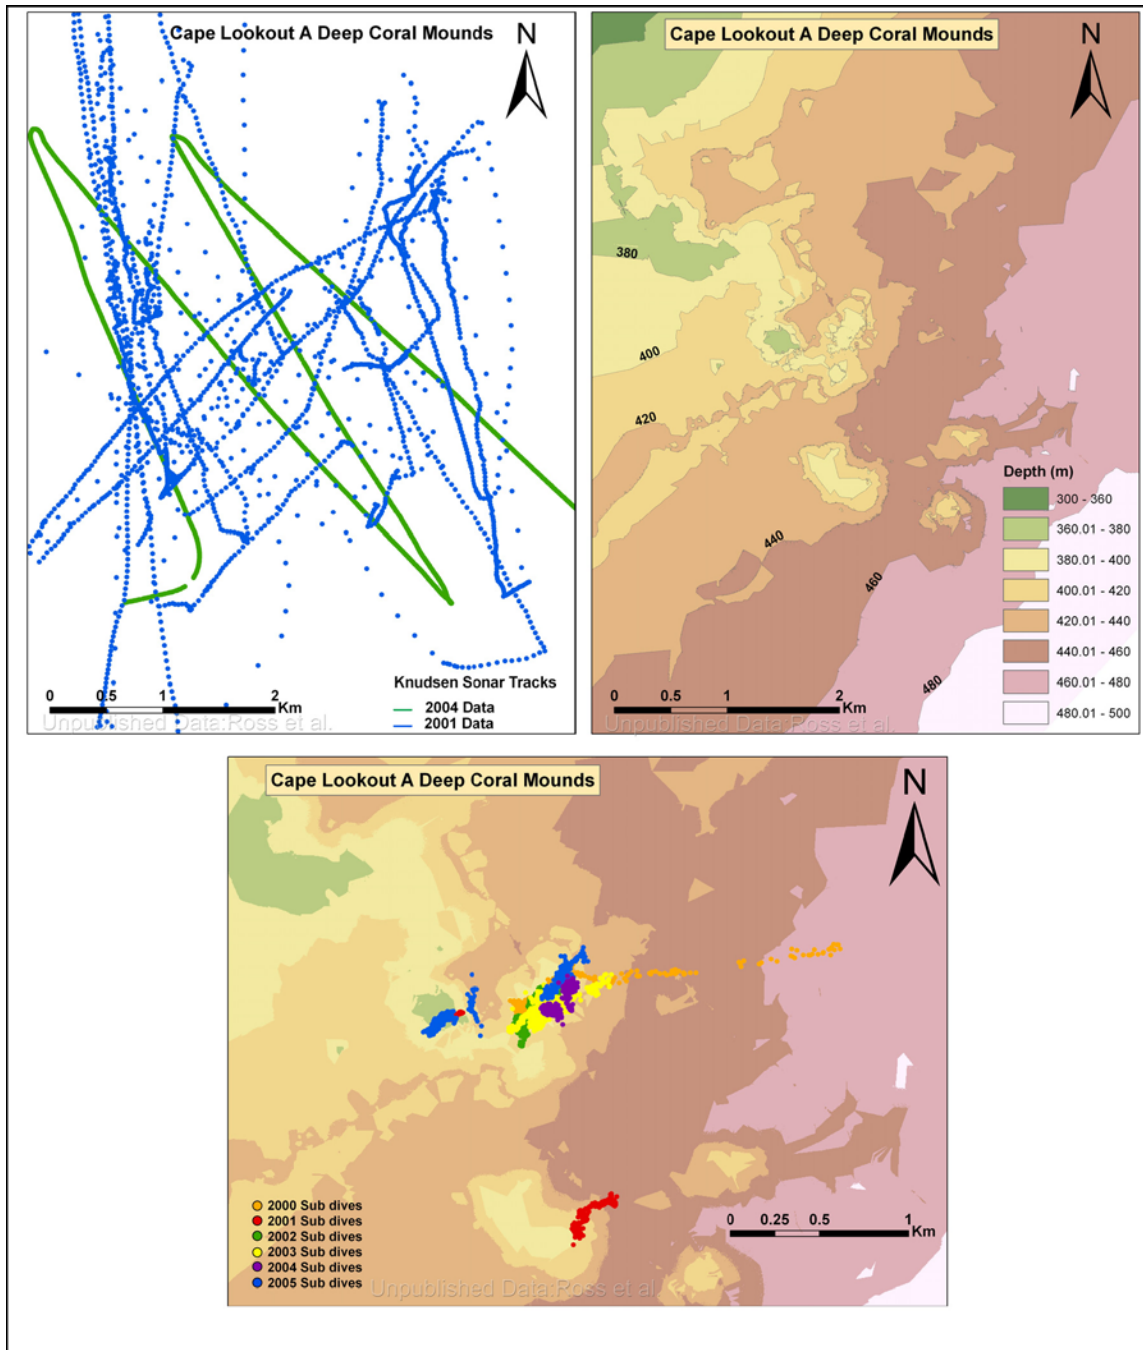 Cape Lookout A Deep Coral Mounds
N
0 0.5 1 2
Km
Knudsen Sonar Tracks
2004 Data
2001 Data
Unpublished Data:Ross et al.
Cape Lookout A Deep Coral Mounds
N
380
400
420
440
460
480
Depth (m)
300 - 360
360.01 - 380
380.01 - 400
400.01 - 420
420.01 - 440
440.01 - 460
460.01 - 480
480.01 - 500
0 0.5 1 2
Km
Unpublished Data:Ross et al.
Cape Lookout A Deep Coral Mounds
N
2000 Sub dives
2001 Sub dives
2002 Sub dives
2003 Sub dives
2004 Sub dives
2005 Sub dives
0 0.25 0.5 1
Km
Unpublished Data:Ross et al